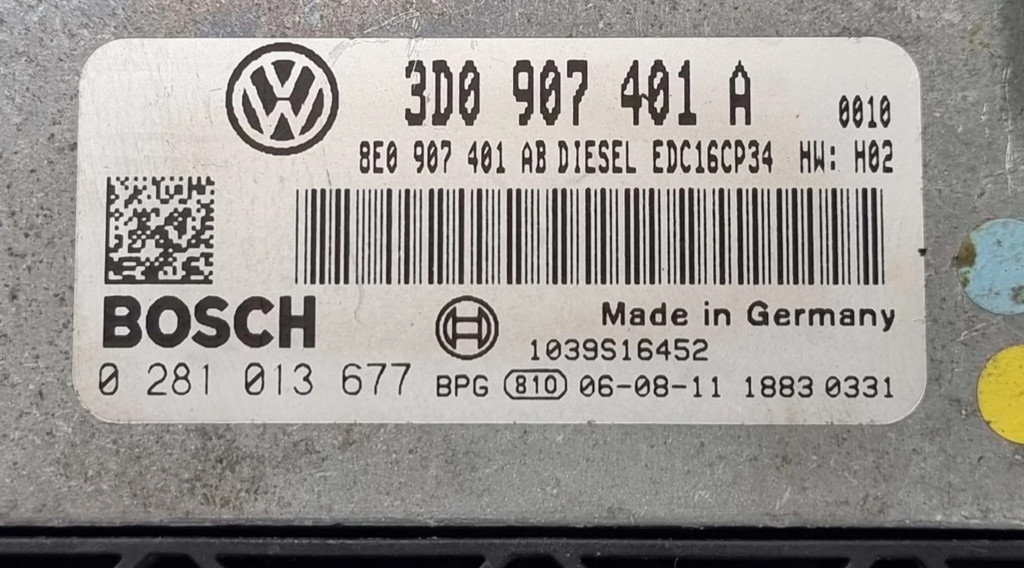 3D0 907 401 A 0010
8E0 907 401 AB DIESEL EDC16CP34 HW: H02
BOSCH
Made in Germany
1039S16452
0 281 013 677 BPG 810 06-08-11 1883 0331